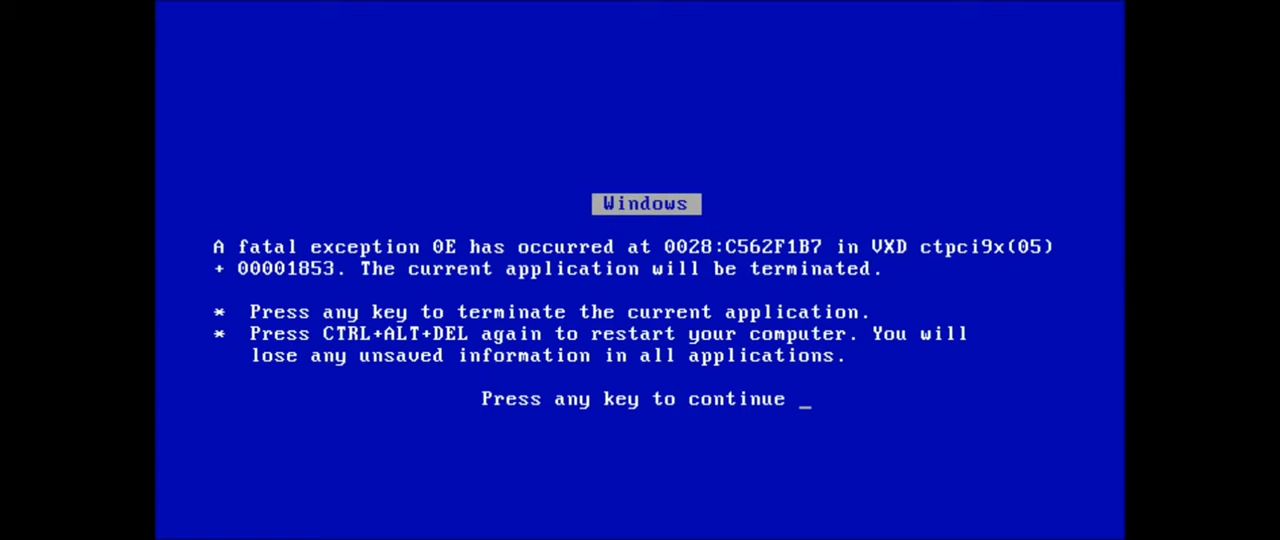 Windows
A fatal exception 0E has occurred at 0028:C562F1B7 in VXD ctpci9x(05)
+ 00001853. The current application will be terminated.
* Press any key to terminate the current application.
* Press CTRL+ALT+DEL again to restart your computer. You will
lose any unsaved information in all applications.
Press any key to continue _